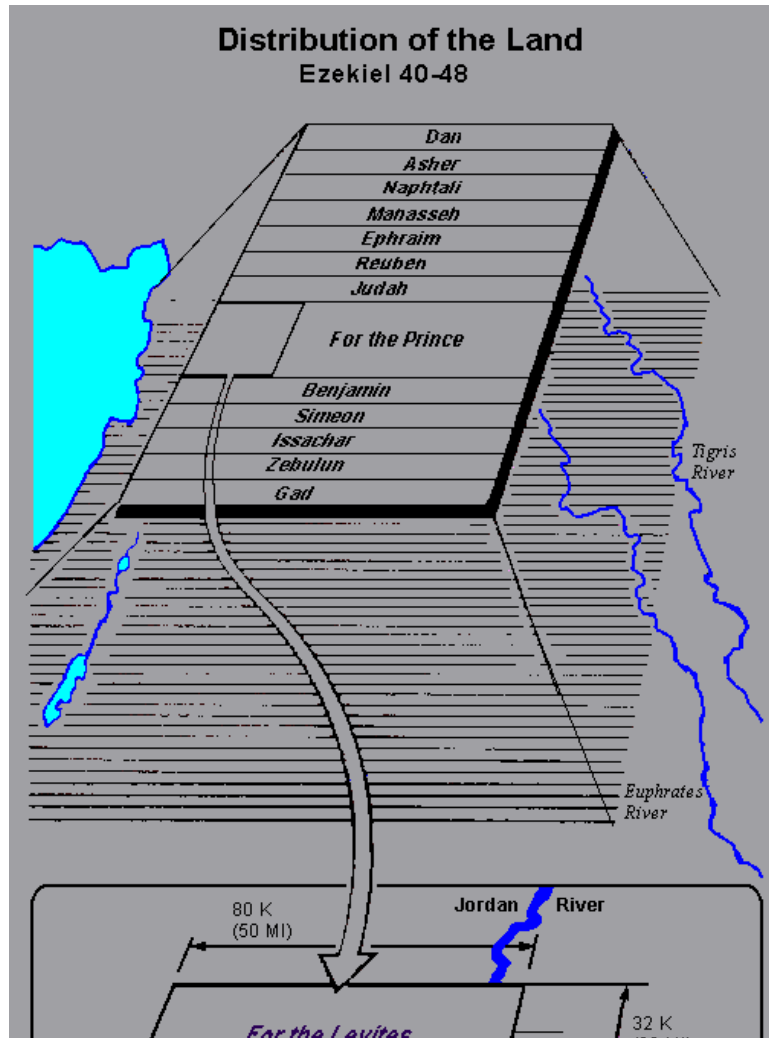 Distribution of the Land
Ezekiel 40-48
Dan
Asher
Naphtali
Manasseh
Ephraim
Reuben
Judah
For the Prince
Benjamin
Simeon
Issachar
Zebulun
Gad
Tigris
River
Euphrates
River
80 K
(50 MI)
Jordan River
32 K
For the Levites